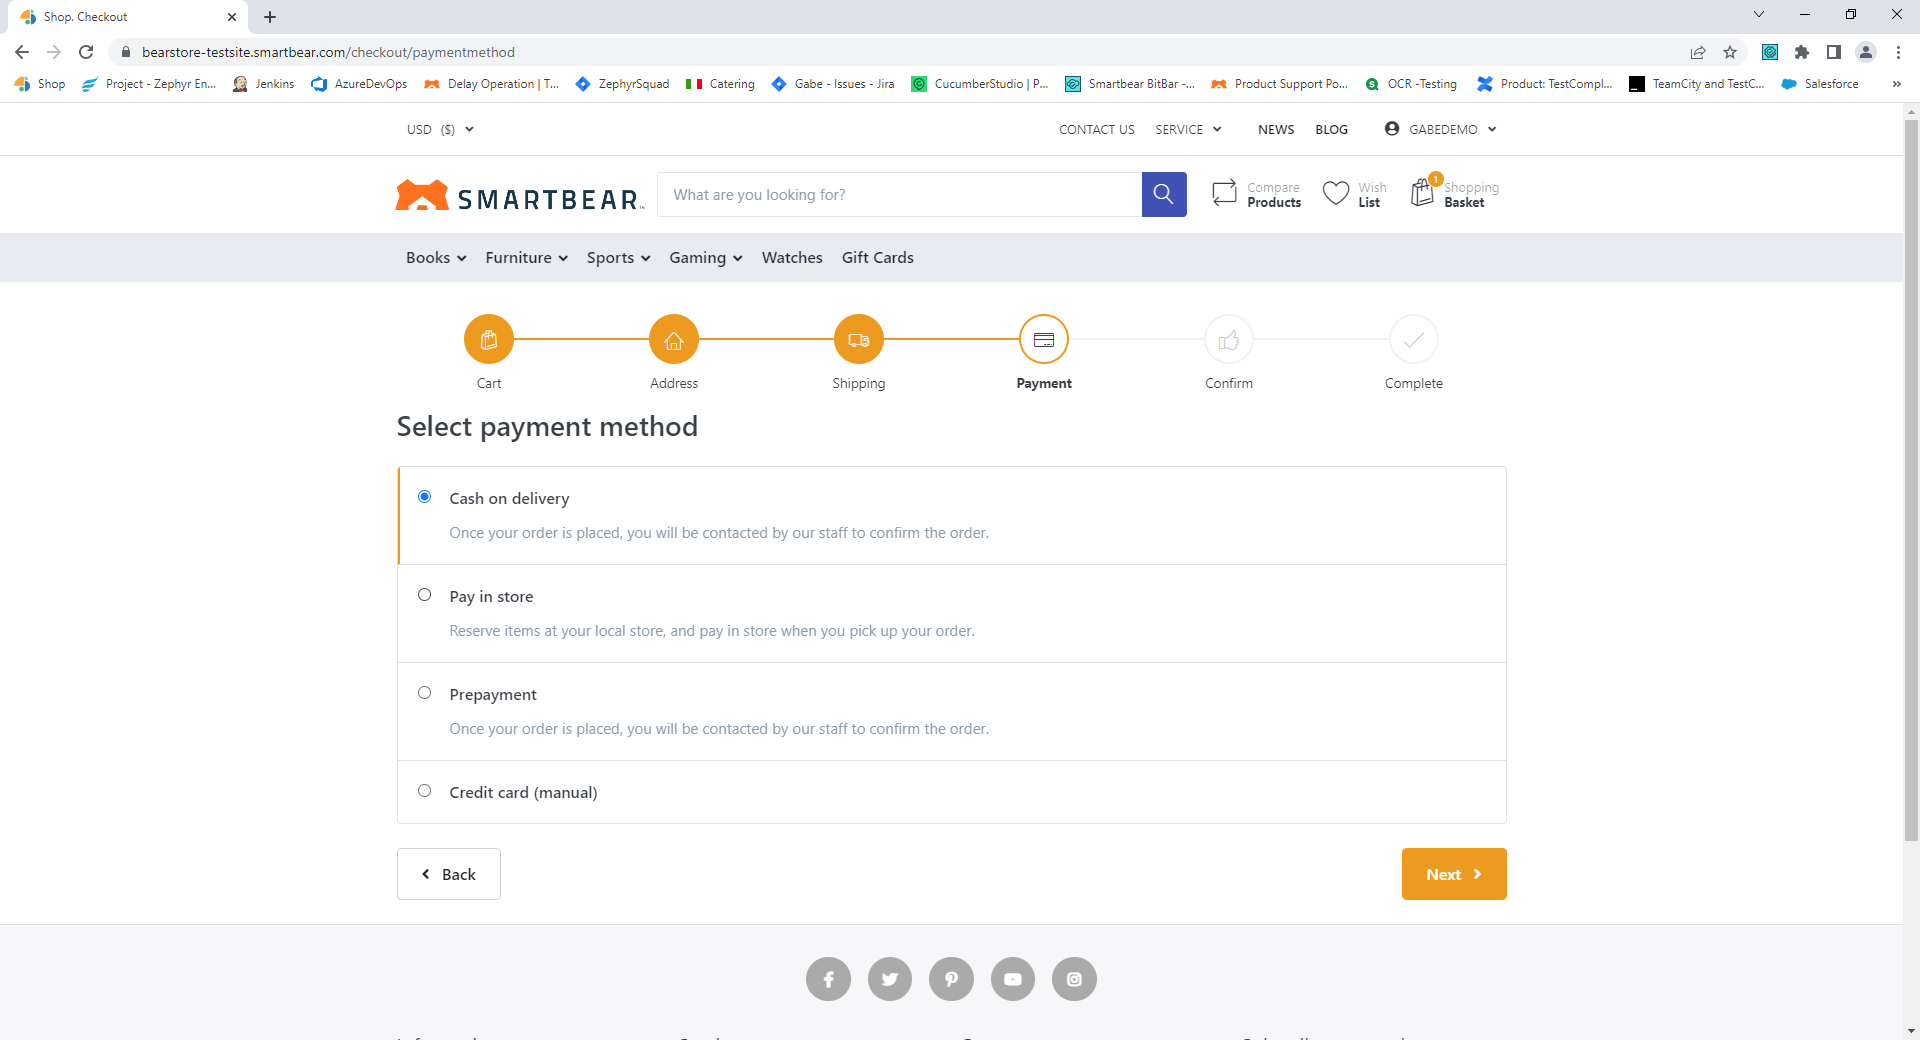 Shop. Checkout
bearstore-testsite.smartbear.com/checkout/paymentmethod
Shop Project - Zephyr En... Jenkins AzureDevOps Delay Operation | T... ZephyrSquad Catering Gabe - Issues - Jira CucumberStudio | P... Smartbear BitBar -... Product Support Po... OCR -Testing Product: TestCompl... TeamCity and TestC... Salesforce »
USD ($) CONTACT US SERVICE NEWS BLOG GABEDEMO
SMARTBEAR What are you looking for? Compare Products Wish List 1 Shopping Basket
Books Furniture Sports Gaming Watches Gift Cards
Cart Address Shipping Payment Confirm Complete
Select payment method
Cash on delivery
Once your order is placed, you will be contacted by our staff to confirm the order.
Pay in store
Reserve items at your local store, and pay in store when you pick up your order.
Prepayment
Once your order is placed, you will be contacted by our staff to confirm the order.
Credit card (manual)
Back Next